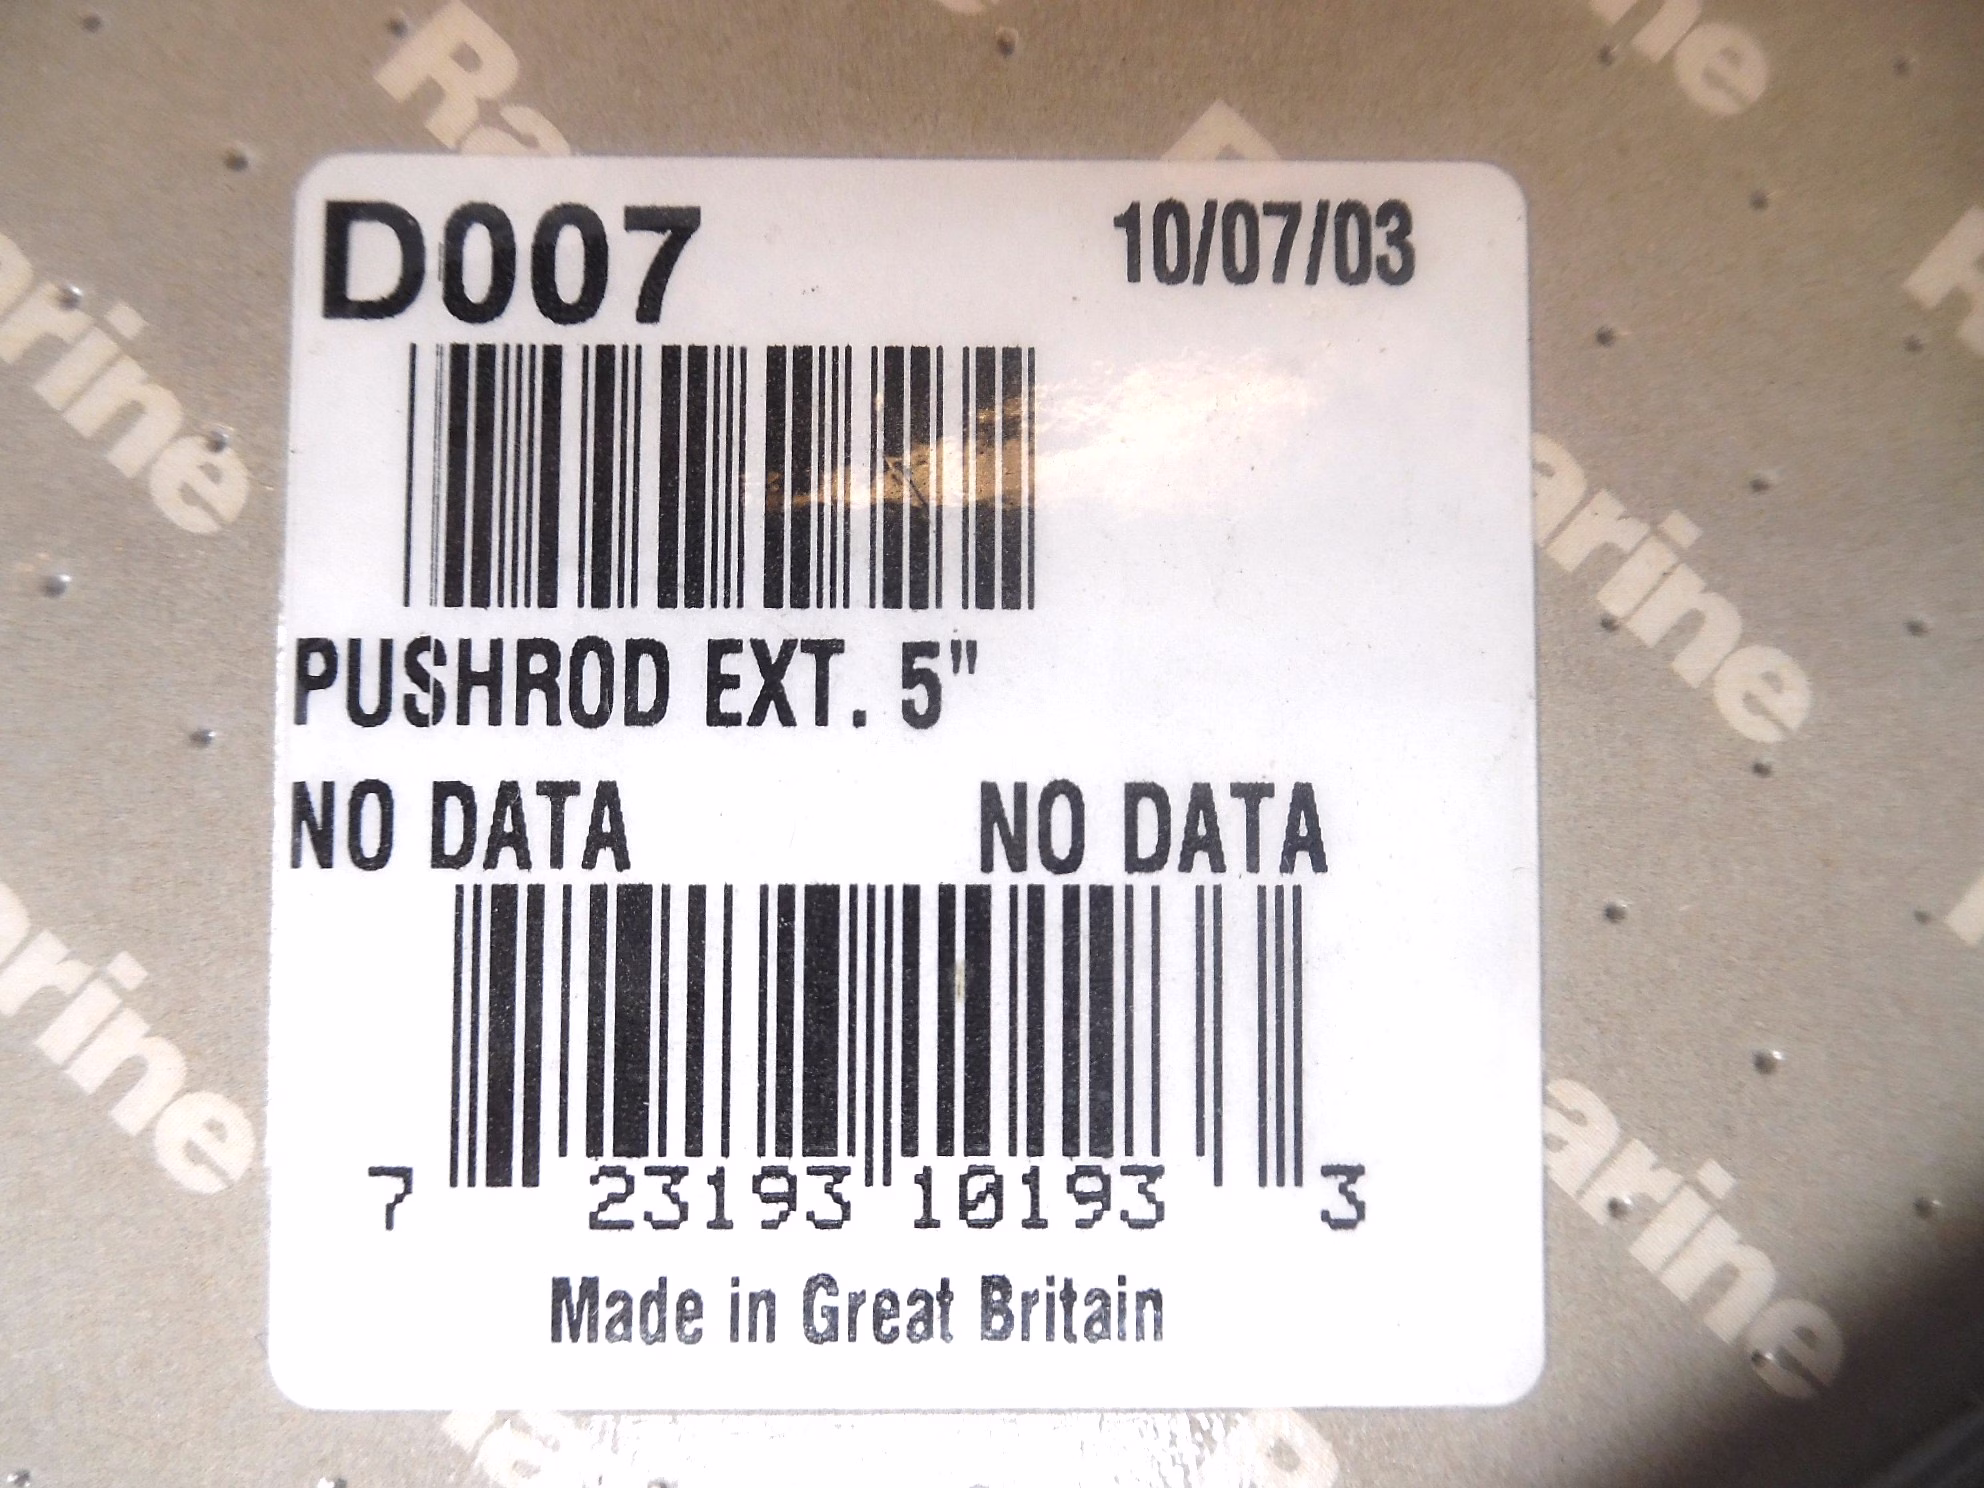 D007 10/07/03
PUSHROD EXT. 5"
NO DATA NO DATA
7 23193 10193 3
Made in Great Britain